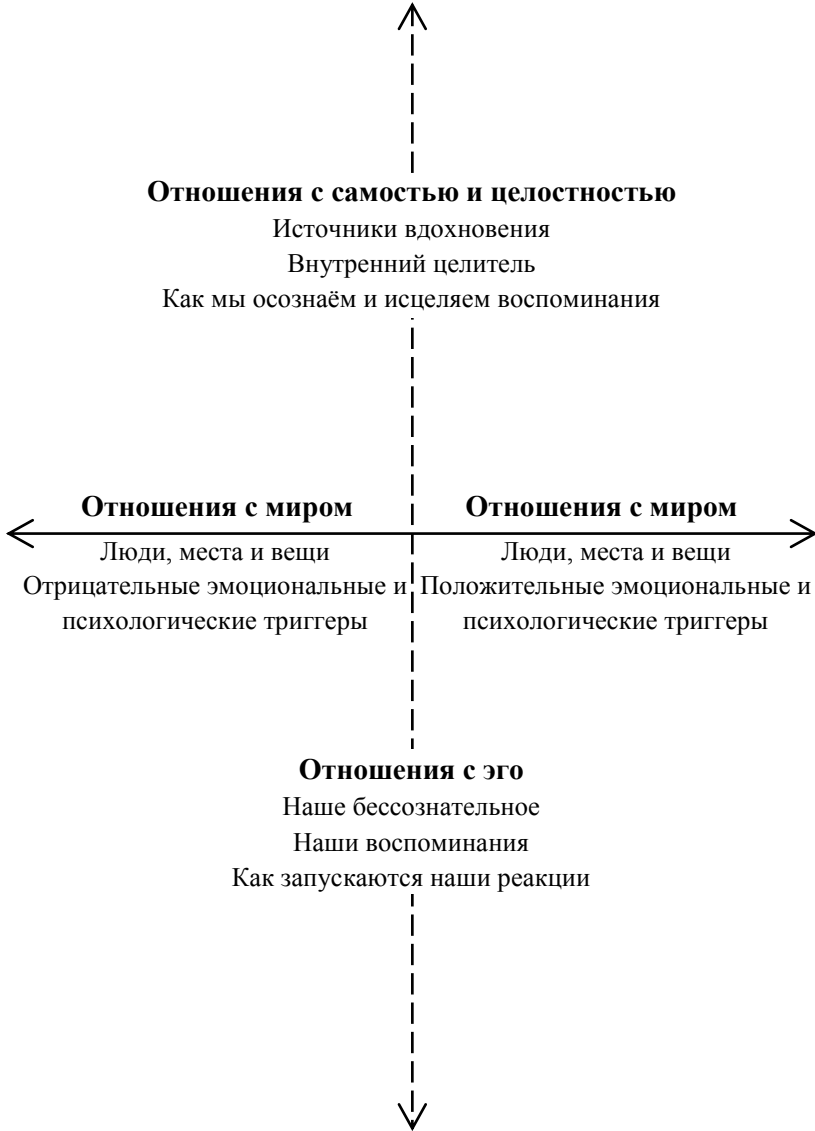 Отношения с самостью и целостностью
Источники вдохновения
Внутренний целитель
Как мы осознаём и исцеляем воспоминания
Отношения с миром
Люди, места и вещи
Отрицательные эмоциональные и
психологические триггеры
Отношения с миром
Люди, места и вещи
Положительные эмоциональные и
психологические триггеры
Отношения с эго
Наше бессознательное
Наши воспоминания
Как запускаются наши реакции